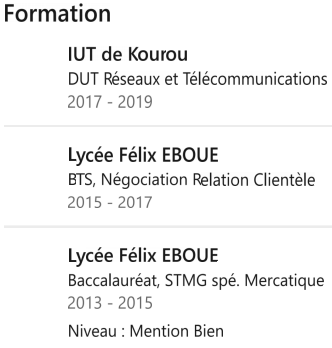 Formation
IUT de Kourou
DUT Réseaux et Télécommunications
2017 - 2019
Lycée Félix EBOUE
BTS, Négociation Relation Clientèle
2015 - 2017
Lycée Félix EBOUE
Baccalauréat, STMG spé. Mercatique
2013 - 2015
Niveau : Mention Bien